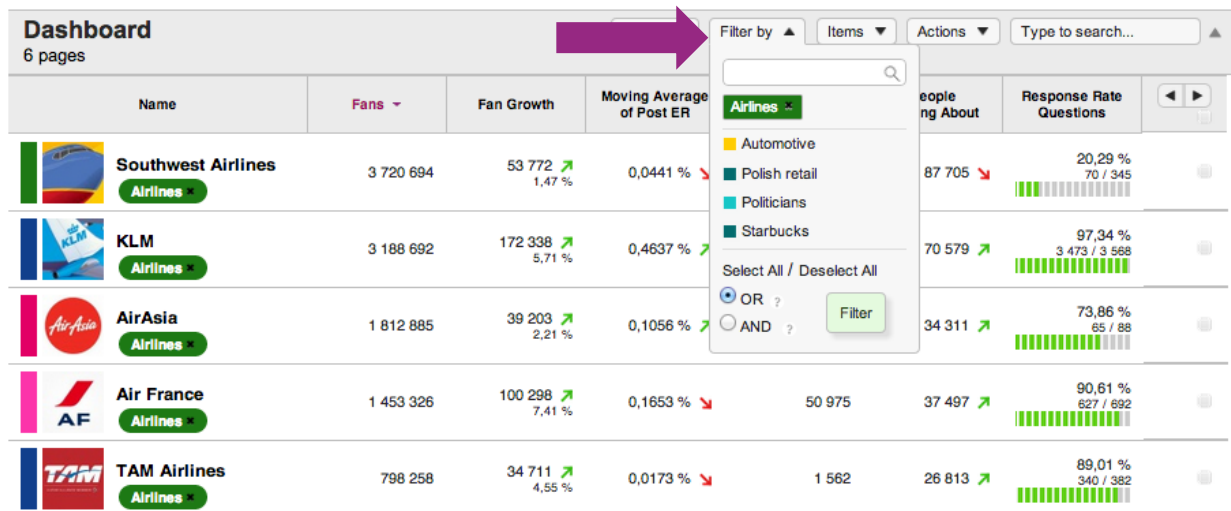 Dashboard
6 pages
Filter by ▲
Items ▼
Actions ▼
Type to search...
Name
Fans
Fan Growth
Moving Average
of Post ER
eople
ng About
Response Rate
Questions
Airlines ×
Automotive
Polish retail
Politicians
Starbucks
Select All / Deselect All
OR ?
AND ?
Filter
Southwest Airlines
Airlines ×
3 720 694
53 772
1,47 %
0,0441 %
87 705
20,29 %
70 / 345
KLM
KLM
Airlines ×
3 188 692
172 338
5,71 %
0,4637 %
70 579
97,34 %
3 473 / 3 568
AirAsia
AirAsia
Airlines ×
1 812 885
39 203
2,21 %
0,1056 %
34 311
73,86 %
65 / 88
AF
Air France
Airlines ×
1 453 326
100 298
7,41 %
0,1653 %
50 975
37 497
90,61 %
627 / 692
TAM
TAM Airlines
Airlines ×
798 258
34 711
4,55 %
0,0173 %
1 562
26 813
89,01 %
340 / 382